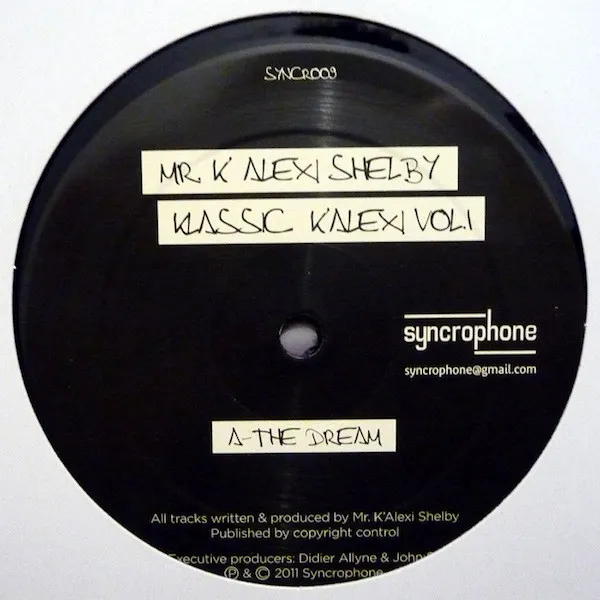 SYNCR009
MR. K' ALEXI SHELBY
KLASSIC K'ALEXI VOL.1
syncrophone
syncrophone@gmail.com
A-THE DREAM
All tracks written & produced by Mr. K'Alexi Shelby
Published by copyright control
Executive producers: Didier Allyne & John
℗ & © 2011 Syncrophone